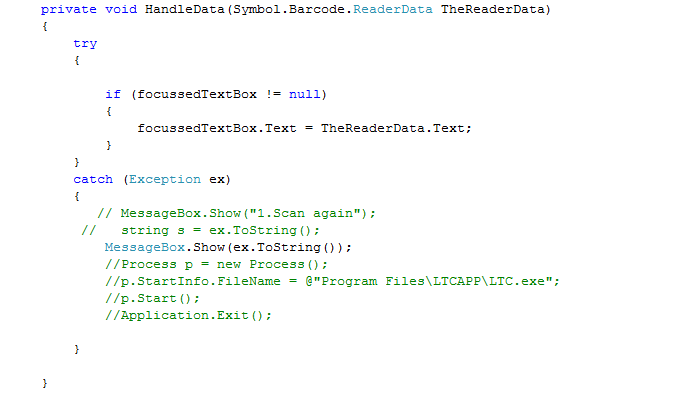 private void HandleData(Symbol.Barcode.ReaderData TheReaderData)
{
try
{
if (focussedTextBox != null)
{
focussedTextBox.Text = TheReaderData.Text;
}
}
catch (Exception ex)
{
// MessageBox.Show("1.Scan again");
//   string s = ex.ToString();
MessageBox.Show(ex.ToString());
//Process p = new Process();
//p.StartInfo.FileName = @"Program Files\LTCAPP\LTC.exe";
//p.Start();
//Application.Exit();
}
}